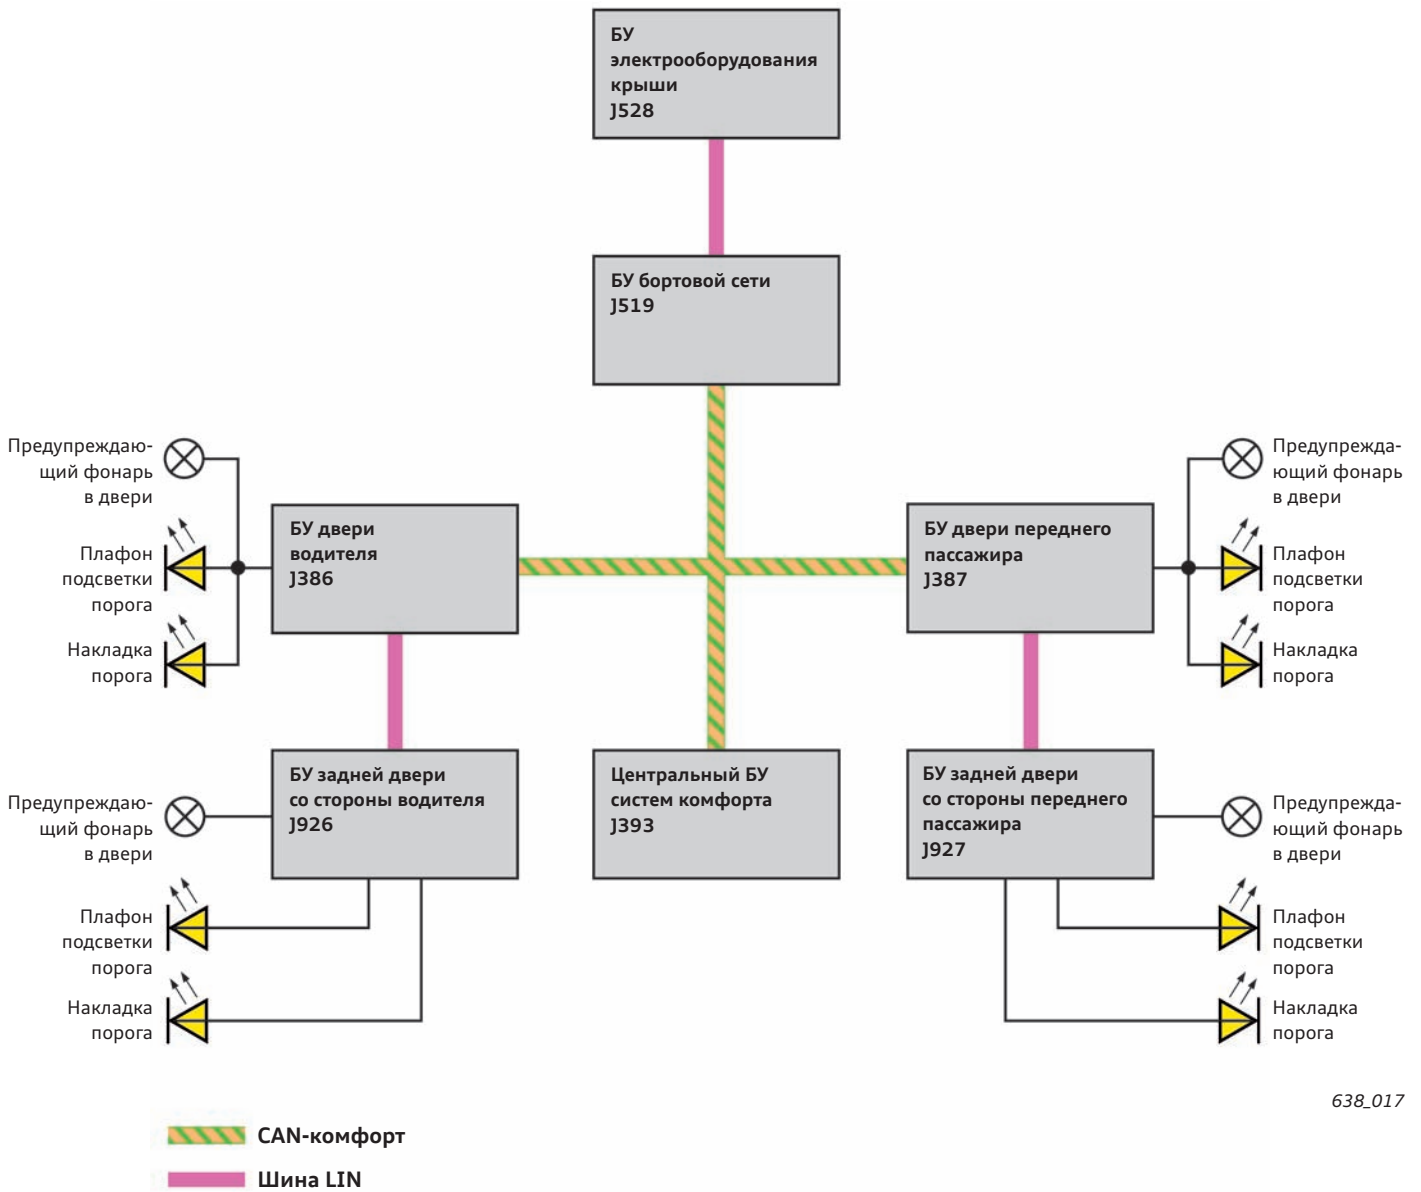 БУ
электрооборудования
крыши
J528
БУ бортовой сети
J519
Предупреждаю-
щий фонарь
в двери
Плафон
подсветки
порога
Накладка
порога
БУ двери
водителя
J386
БУ двери переднего
пассажира
J387
Предупрежда-
ющий фонарь
в двери
Плафон
подсветки
порога
Накладка
порога
Предупреждаю-
щий фонарь
в двери
Плафон
подсветки
порога
Накладка
порога
БУ задней двери
со стороны водителя
J926
Центральный БУ
систем комфорта
J393
БУ задней двери
со стороны переднего
пассажира
J927
Предупрежда-
ющий фонарь
в двери
Плафон
подсветки
порога
Накладка
порога
638_017
CAN-комфорт
Шина LIN